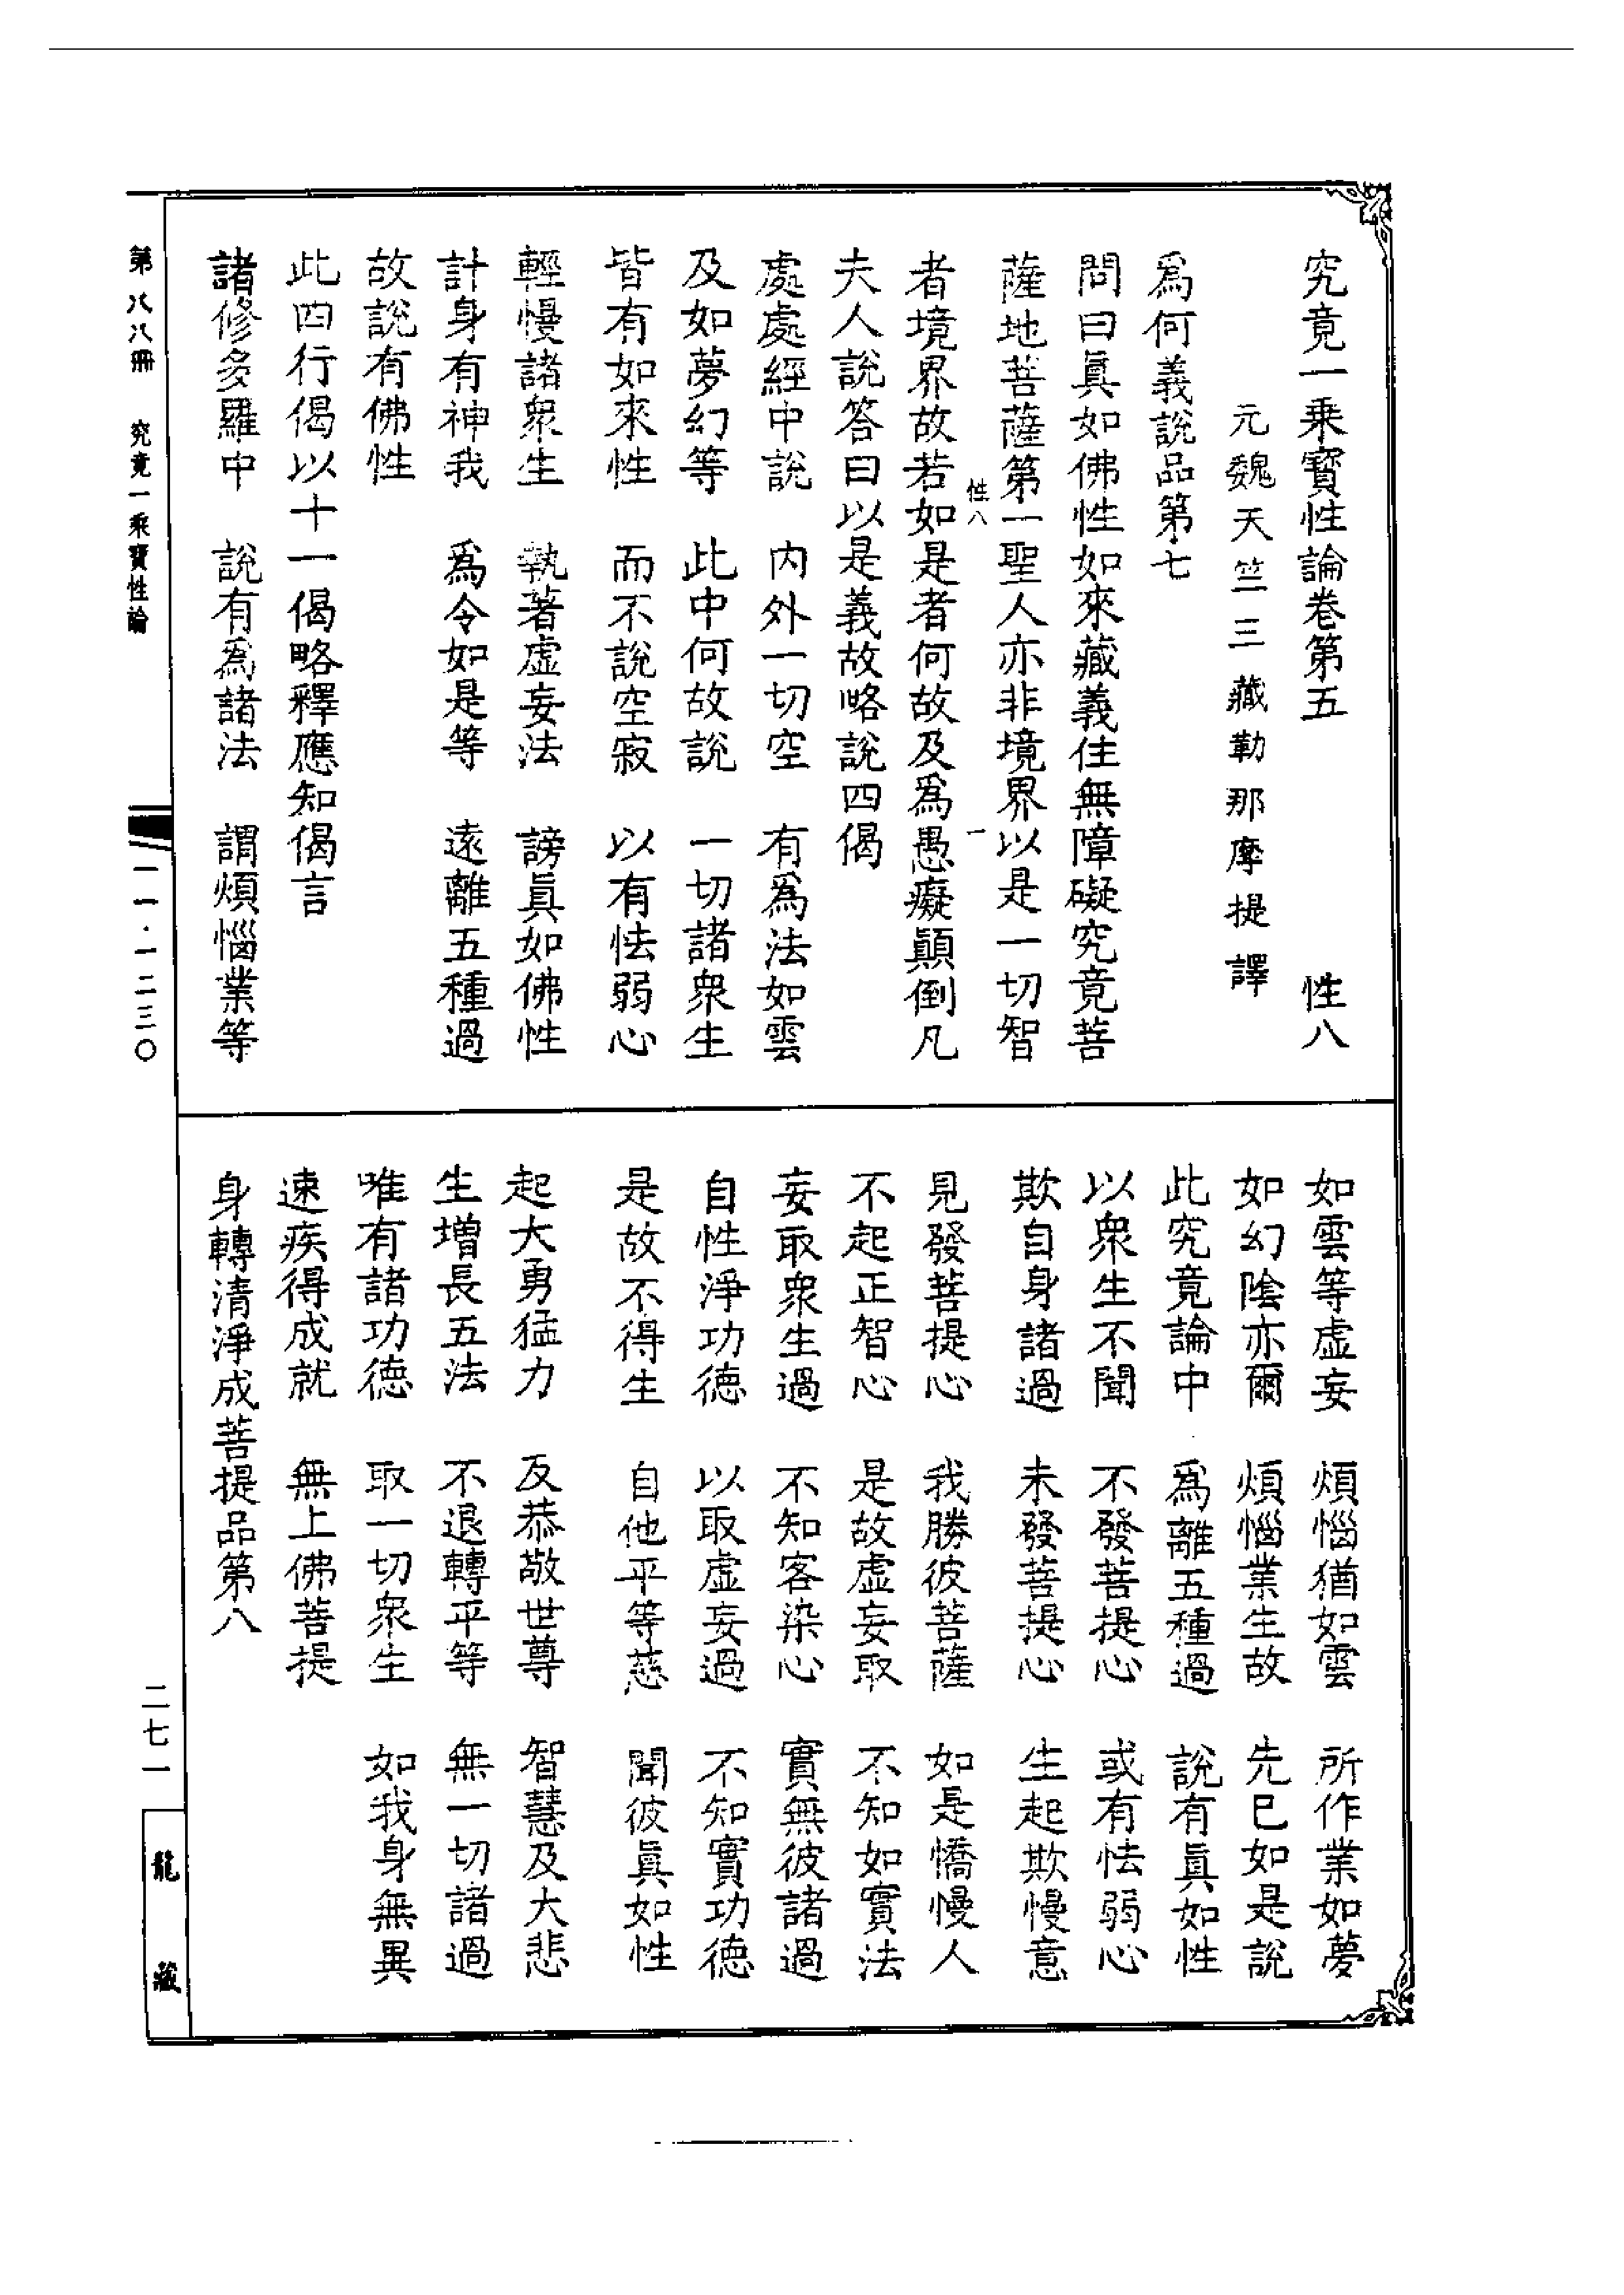 究竟一乘寶性論卷第五　性八
元魏天竺三藏勒那摩提譯
爲何義說品第七
問曰眞如佛性如來藏義住無障礙究竟菩
薩地菩薩第一聖人亦非境界以是一切智
性八　一
者境界故若如是者何故及爲愚癡顚倒凡
夫人說答曰以是義故略說四偈
處處經中說　內外一切空　有爲法如雲
及如夢幻等　此中何故說　一切諸衆生
皆有如來性　而不說空寂　以有怯弱心
輕慢諸衆生　執著虛妄法　謗眞如佛性
計身有神我　爲令如是等　遠離五種過
故說有佛性
此四行偈以十一偈略釋應知偈言
諸修多羅中　說有爲諸法　謂煩惱業等
如雲等虛妄　煩惱猶如雲　所作業如夢
如幻陰亦爾　煩惱業生故　先已如是說
此究竟論中　爲離五種過　說有眞如性
以衆生不聞　不發菩提心　或有怯弱心
欺自身諸過　未發菩提心　生起欺慢意
見發菩提心　我勝彼菩薩　如是憍慢人
不起正智心　是故虛妄取　不知如實法
妄取衆生過　不知客染心　實無彼諸過
自性淨功德　以取虛妄過　不知實功德
是故不得生　自他平等慈　聞彼眞如性
起大勇猛力　及恭敬世尊　智慧及大悲
生增長五法　不退轉平等　無一切諸過
唯有諸功德　取一切衆生　如我身無異
速疾得成就　無上佛菩提
身轉清淨成菩提品第八
第八八冊　究竟一乘寶性論
一一·一二三〇
二七一
龍藏